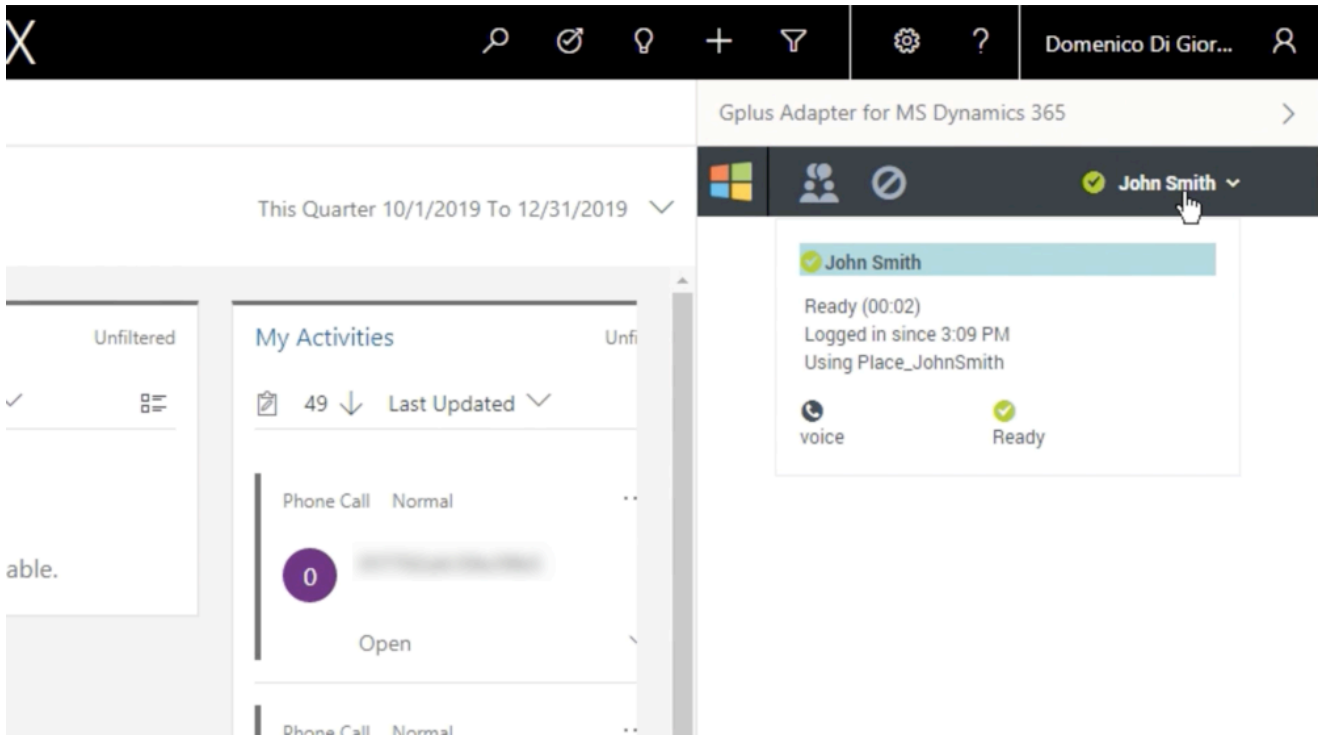 X
? Domenico Di Gior...
Gplus Adapter for MS Dynamics 365
John Smith
This Quarter 10/1/2019 To 12/31/2019
John Smith
Ready (00:02)
Logged in since 3:09 PM
Using Place_JohnSmith
voice Ready
Unfiltered
My Activities Unfi
49 Last Updated
Phone Call Normal ..
0
able.
Open
Phone Call Normal ..